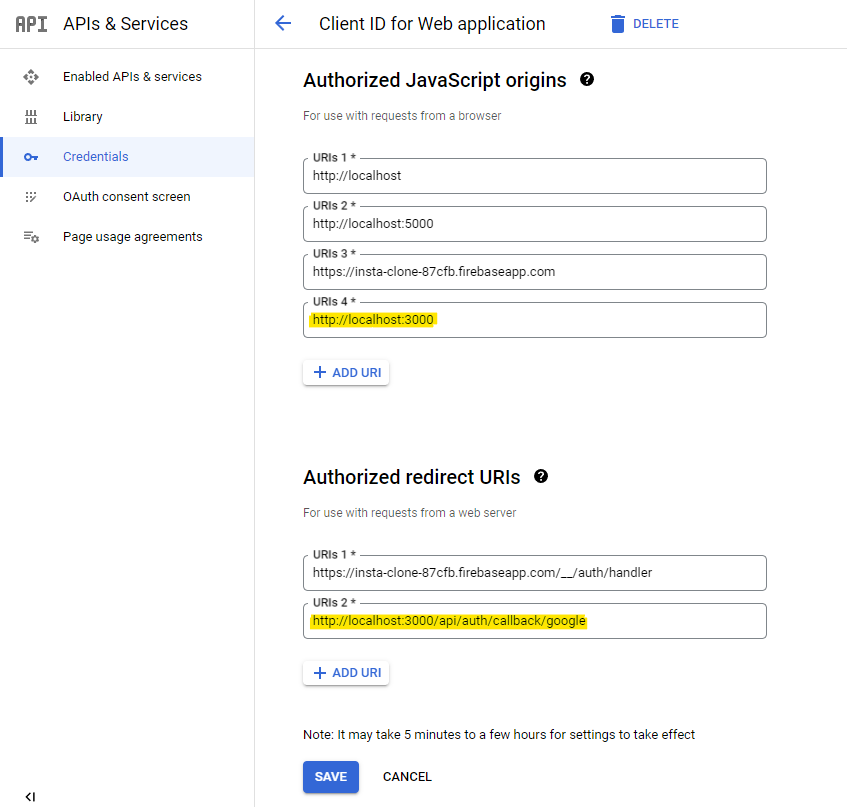 API APIs & Services
Enabled APIs & services
Library
Credentials
OAuth consent screen
Page usage agreements
Client ID for Web application
DELETE
Authorized JavaScript origins
For use with requests from a browser
URIs 1 *
http://localhost
URIs 2 *
http://localhost:5000
URIs 3 *
https://insta-clone-87cfb.firebaseapp.com
URIs 4 *
http://localhost:3000
ADD URI
Authorized redirect URIs
For use with requests from a web server
URIs 1 *
https://insta-clone-87cfb.firebaseapp.com/__/auth/handler
URIs 2 *
http://localhost:3000/api/auth/callback/google
ADD URI
Note: It may take 5 minutes to a few hours for settings to take effect
SAVE CANCEL